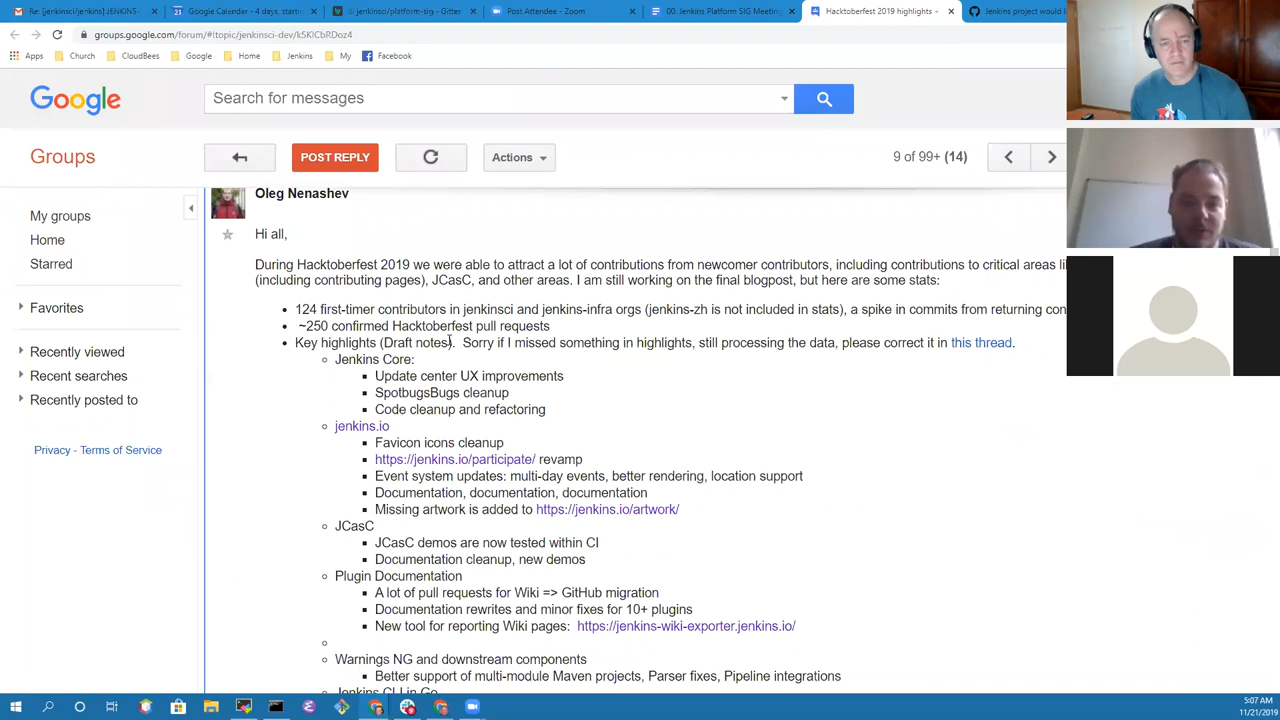 Re: [jenkinsci/jenkins] JENKINS-
Google Calender - 4 days, startin
jenkinsci/platform-sig - Gitter
Post Attendee - Zoom
00. Jenkins Platform SIG Meetin
Hacktoberfest 2019 highlights -
Jenkins project would l
groups.google.com/forum/#!topic/jenkinsci-dev/k5KlCbRDoz4
Apps Church CloudBees Google Home Jenkins My Facebook
Google
Search for messages
Groups
POST REPLY
Actions
9 of 99+ (14)
My groups
Home
Starred
Favorites
Recently viewed
Recent searches
Recently posted to
Privacy - Terms of Service
Oleg Nenashev
Hi all,
During Hacktoberfest 2019 we were able to attract a lot of contributions from newcomer contributors, including contributions to critical areas li
(including contributing pages), JCasC, and other areas. I am still working on the final blogpost, but here are some stats:
124 first-timer contributors in jenkinsci and jenkins-infra orgs (jenkins-zh is not included in stats), a spike in commits from returning con
~250 confirmed Hacktoberfest pull requests
Key highlights (Draft notes). Sorry if I missed something in highlights, still processing the data, please correct it in this thread.
Jenkins Core:
Update center UX improvements
SpotbugsBugs cleanup
Code cleanup and refactoring
jenkins.io
Favicon icons cleanup
https://jenkins.io/participate/ revamp
Event system updates: multi-day events, better rendering, location support
Documentation, documentation, documentation
Missing artwork is added to https://jenkins.io/artwork/
JCasC
JCasC demos are now tested within CI
Documentation cleanup, new demos
Plugin Documentation
A lot of pull requests for Wiki => GitHub migration
Documentation rewrites and minor fixes for 10+ plugins
New tool for reporting Wiki pages: https://jenkins-wiki-exporter.jenkins.io/
Warnings NG and downstream components
Better support of multi-module Maven projects, Parser fixes, Pipeline integrations
Jenkins CLI in Go
5:07 AM
11/21/2019